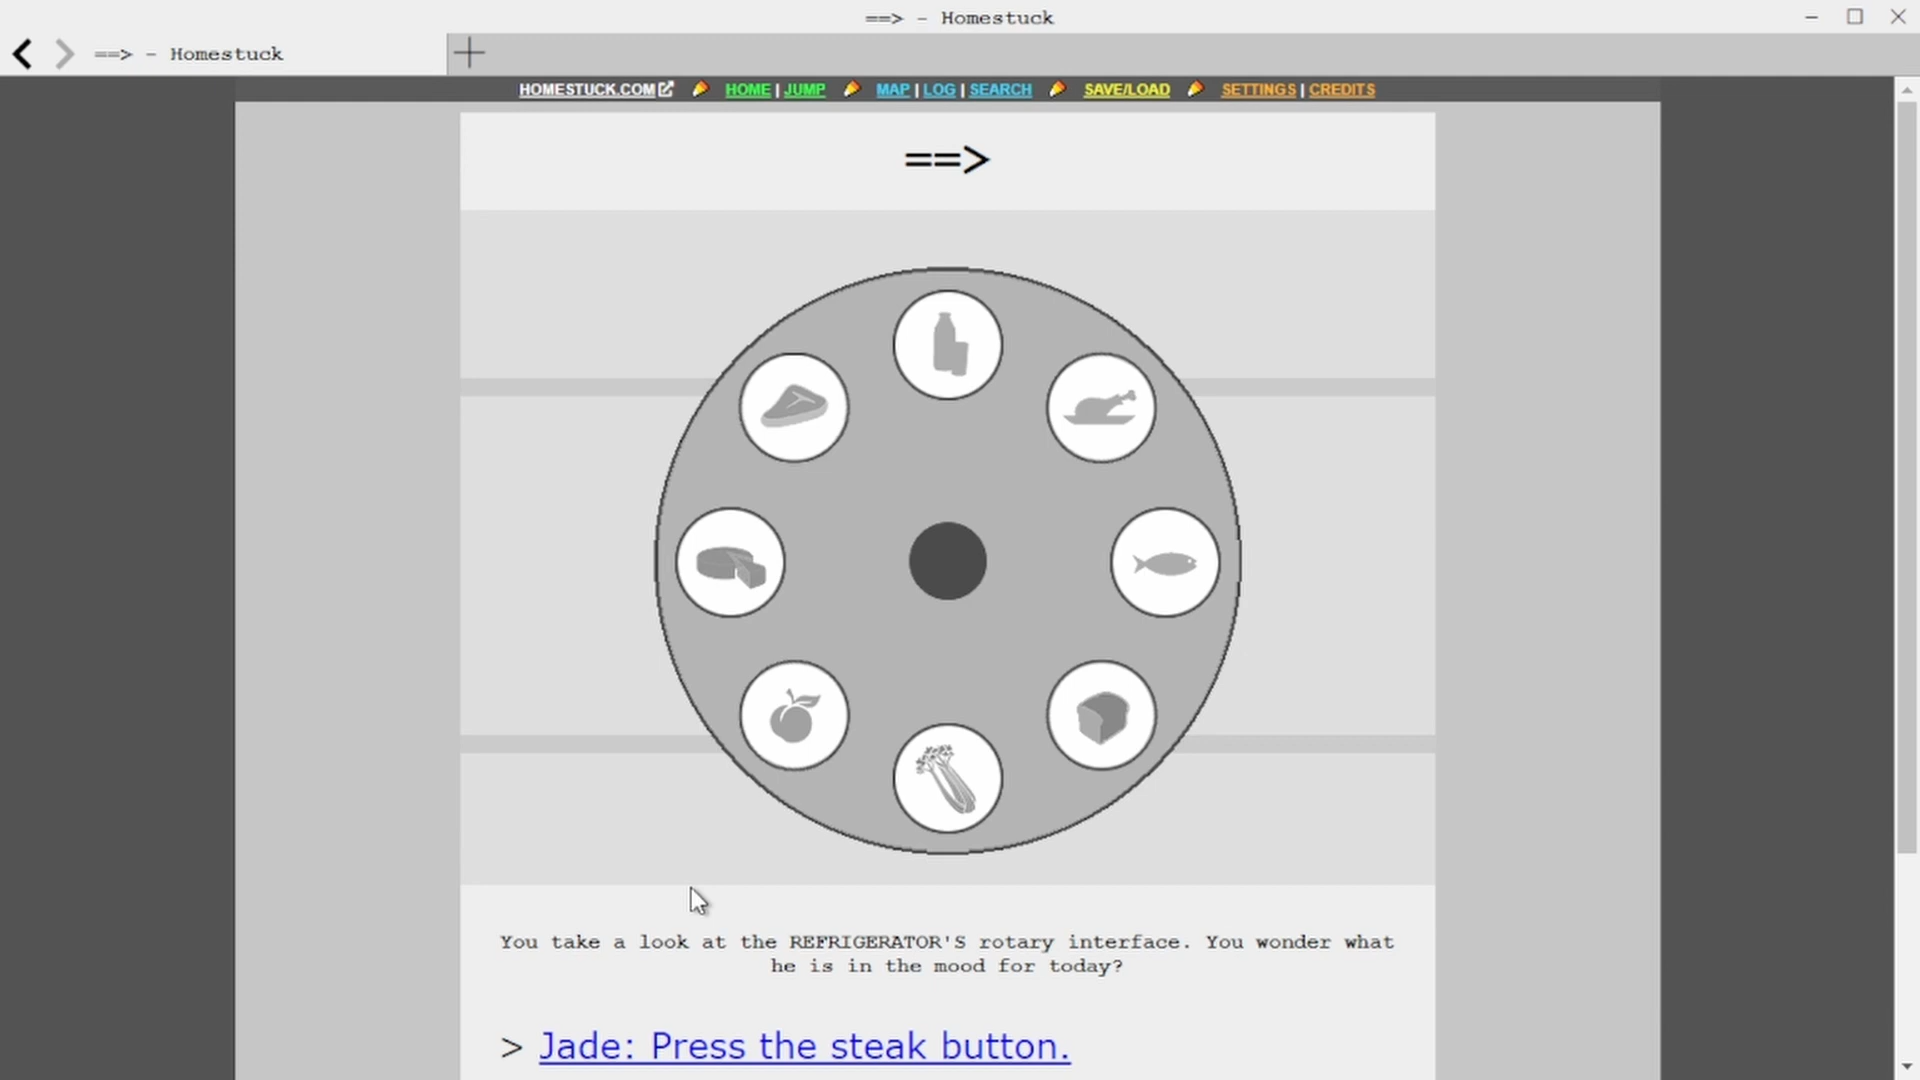 ==> - Homestuck
==> - Homestuck
HOMESTUCK.COM HOME | JUMP MAP | LOG | SEARCH SAVE/LOAD SETTINGS | CREDITS
==>
You take a look at the REFRIGERATOR'S rotary interface. You wonder what
he is in the mood for today?
> Jade: Press the steak button.